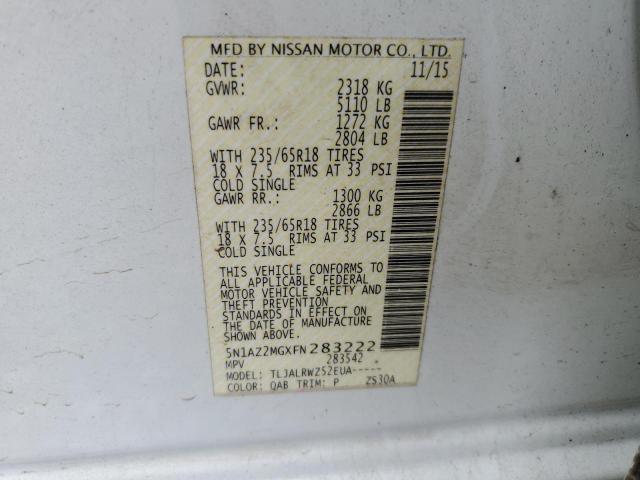 MFD BY NISSAN MOTOR CO., LTD.
DATE: 11/15
GVWR: 2318 KG
5110 LB
GAWR FR.: 1272 KG
2804 LB
WITH 235/65R18 TIRES
18 X 7.5 RIMS AT 33 PSI
COLD SINGLE
GAWR RR.: 1300 KG
2866 LB
WITH 235/65R18 TIRES
18 X 7.5 RIMS AT 33 PSI
COLD SINGLE
THIS VEHICLE CONFORMS TO
ALL APPLICABLE FEDERAL
MOTOR VEHICLE SAFETY AND
THEFT PREVENTION
STANDARDS IN EFFECT ON
THE DATE OF MANUFACTURE
SHOWN ABOVE.
5N1AZ2MGXFN283222
MPV 283542
MODEL: TLJALRWZ52EUA-----
COLOR: QAB TRIM: P ZS30A